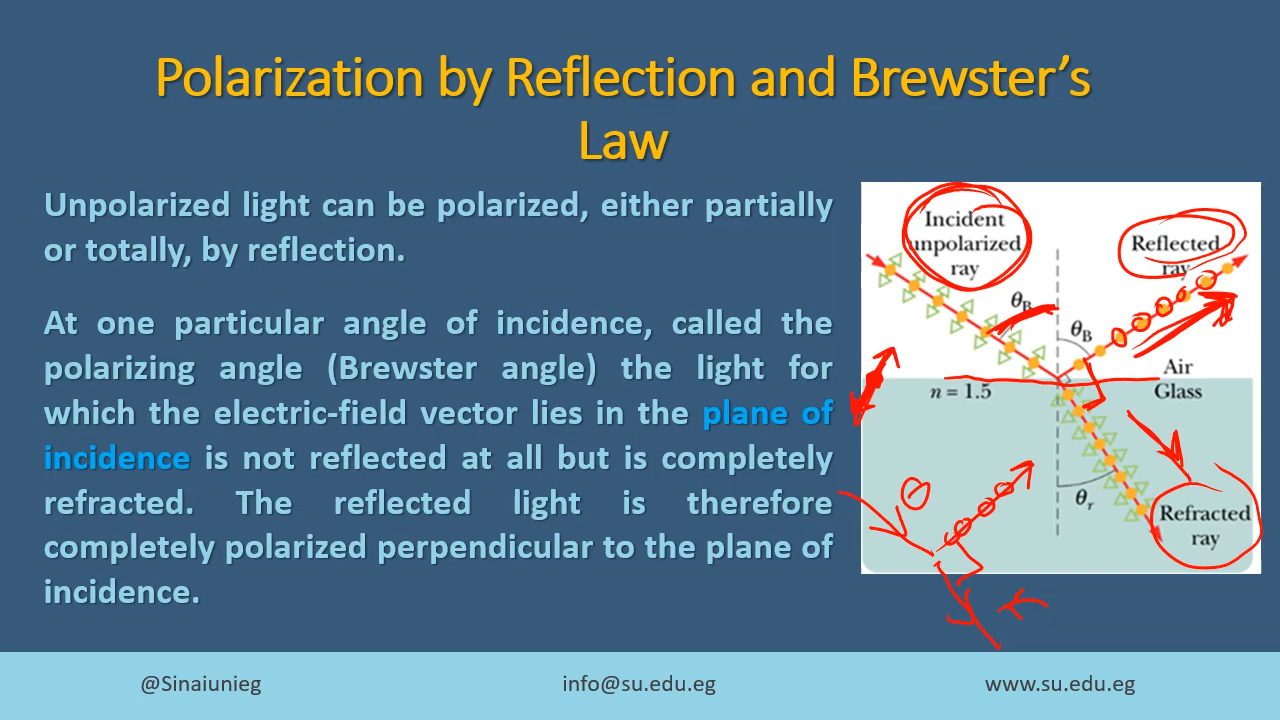 Polarization by Reflection and Brewster's
Law
Unpolarized light can be polarized, either partially
or totally, by reflection.
At one particular angle of incidence, called the
polarizing angle (Brewster angle) the light for
which the electric-field vector lies in the plane of
incidence is not reflected at all but is completely
refracted. The reflected light is therefore
completely polarized perpendicular to the plane of
incidence.
Incident
unpolarized
ray
Reflected
ray
θB
θB
Air
n = 1.5
Glass
θr
Refracted
ray
θ
@Sinaiunieg
info@su.edu.eg
www.su.edu.eg